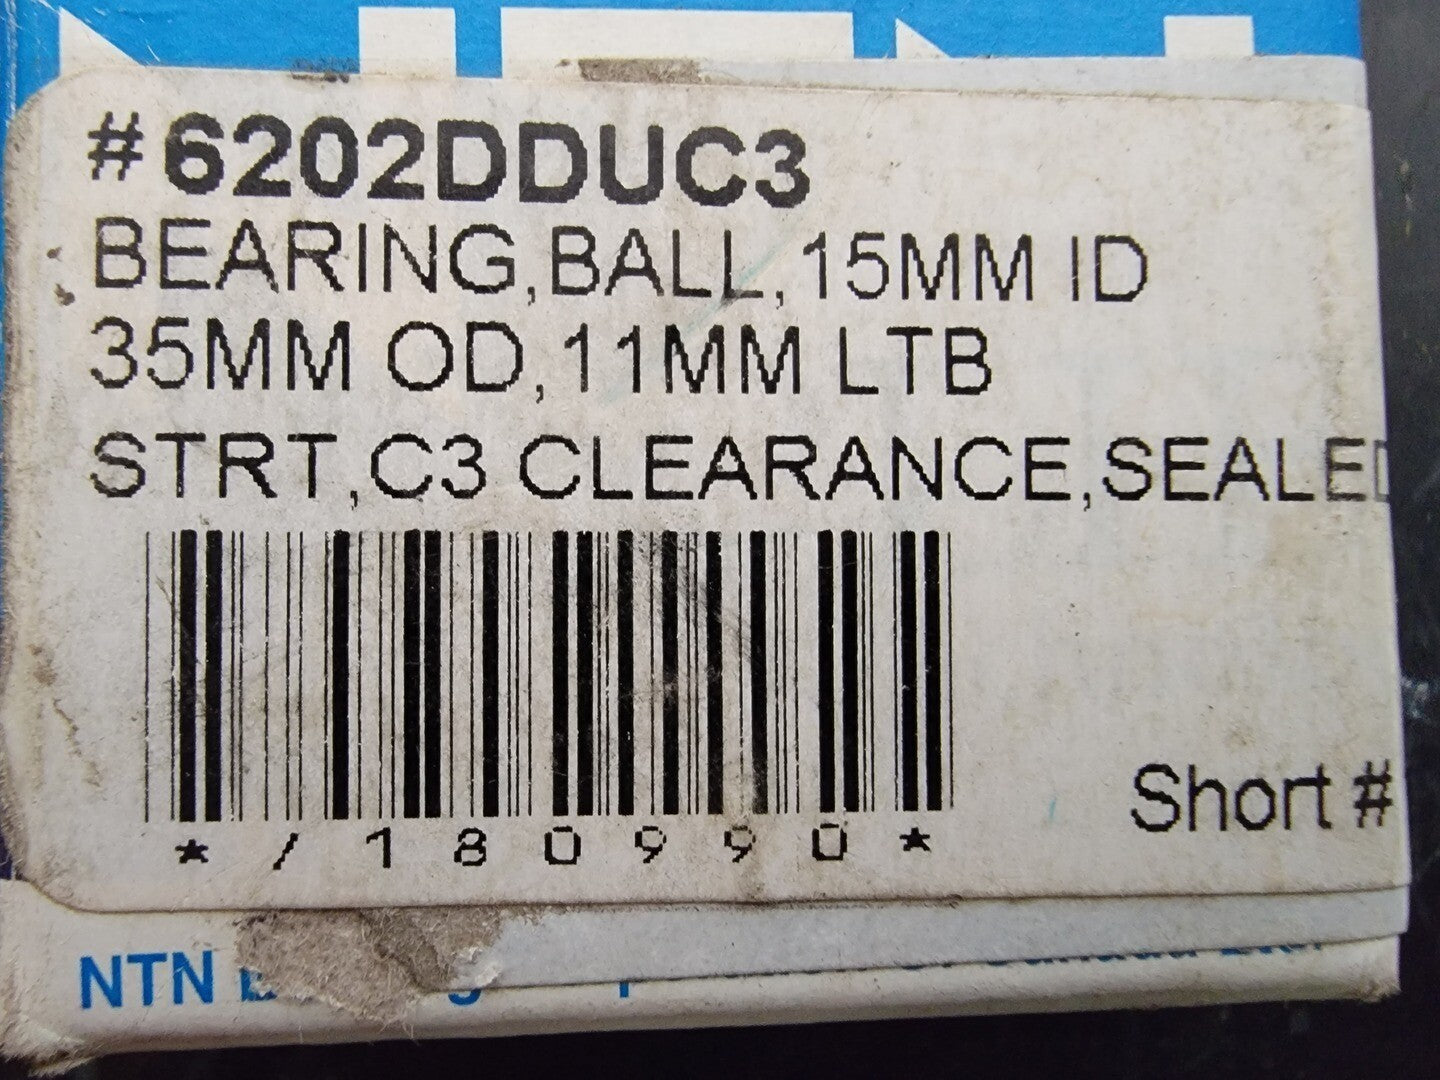 #6202DDUC3
BEARING,BALL,15MM ID
35MM OD,11MM LTB
STRT,C3 CLEARANCE,SEALED
*/180990*
Short #
NTN